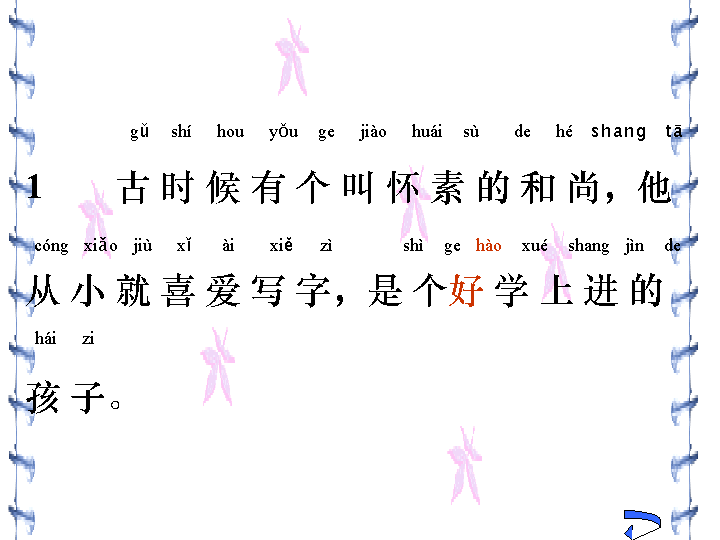 gǔ shí hou yǒu ge jiào huái sù de hé shang tā
1 古时候有个叫怀素的和尚，他
cóng xiǎo jiù xǐ ài xiě zì shì ge hào xué shang jìn de
从小就喜爱写字，是个好学上进的
hái zi
孩子。